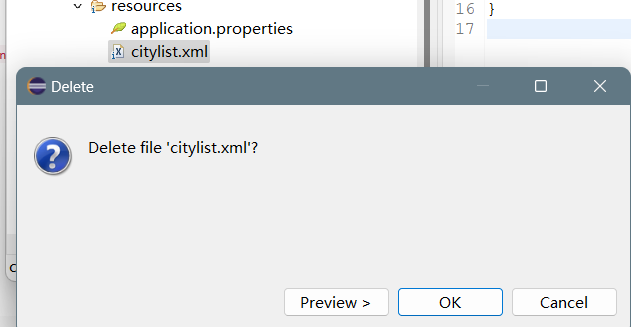 resources
application.properties
citylist.xml
16 }
17
Delete
Delete file 'citylist.xml'?
Preview >
OK
Cancel